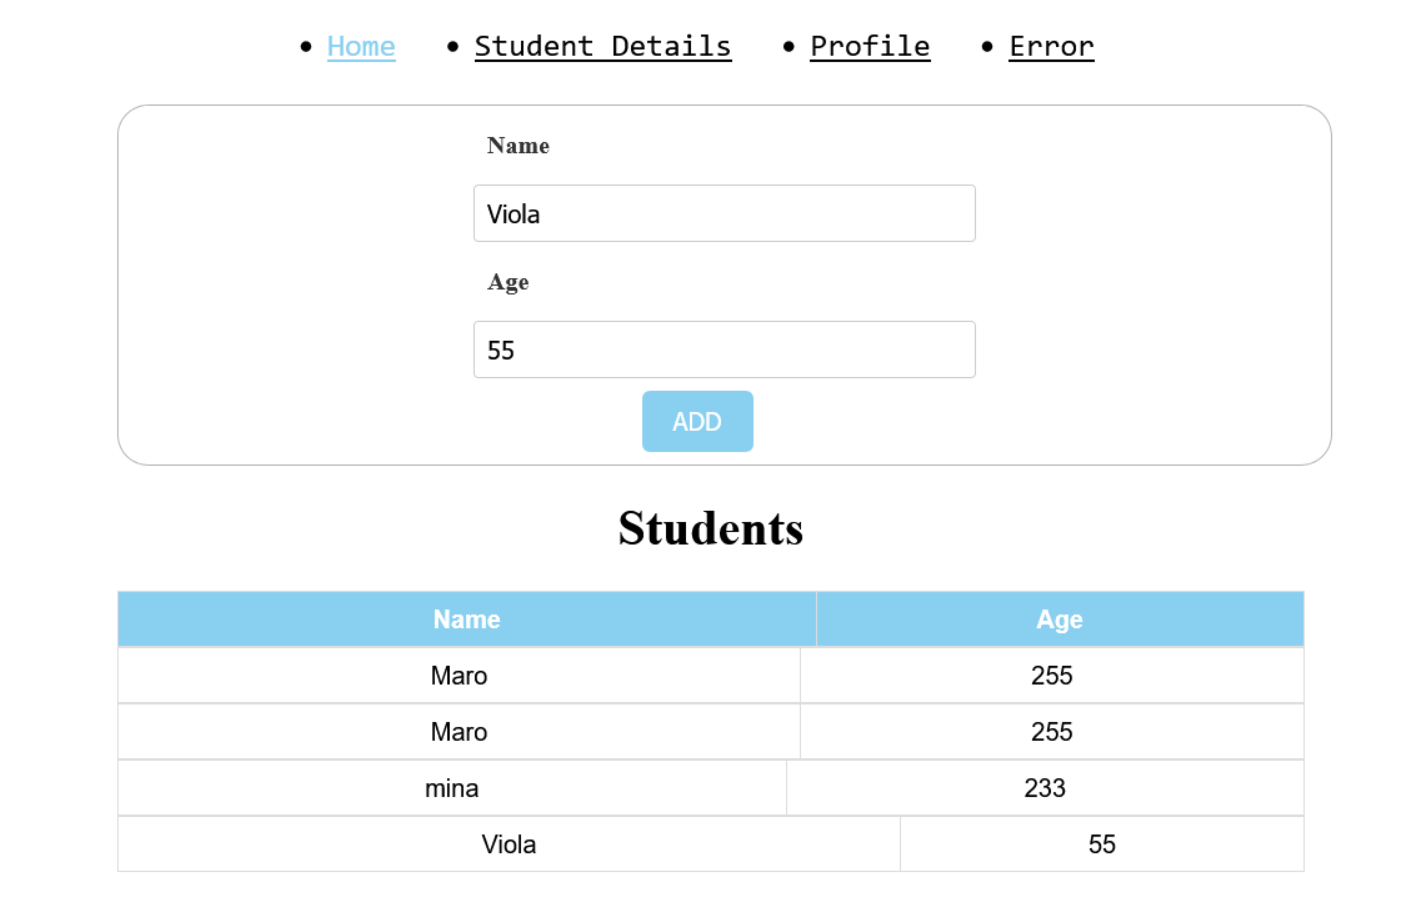 Home Student Details Profile Error
Name
Viola
Age
55
ADD
Students
Name Age
Maro 255
Maro 255
mina 233
Viola 55